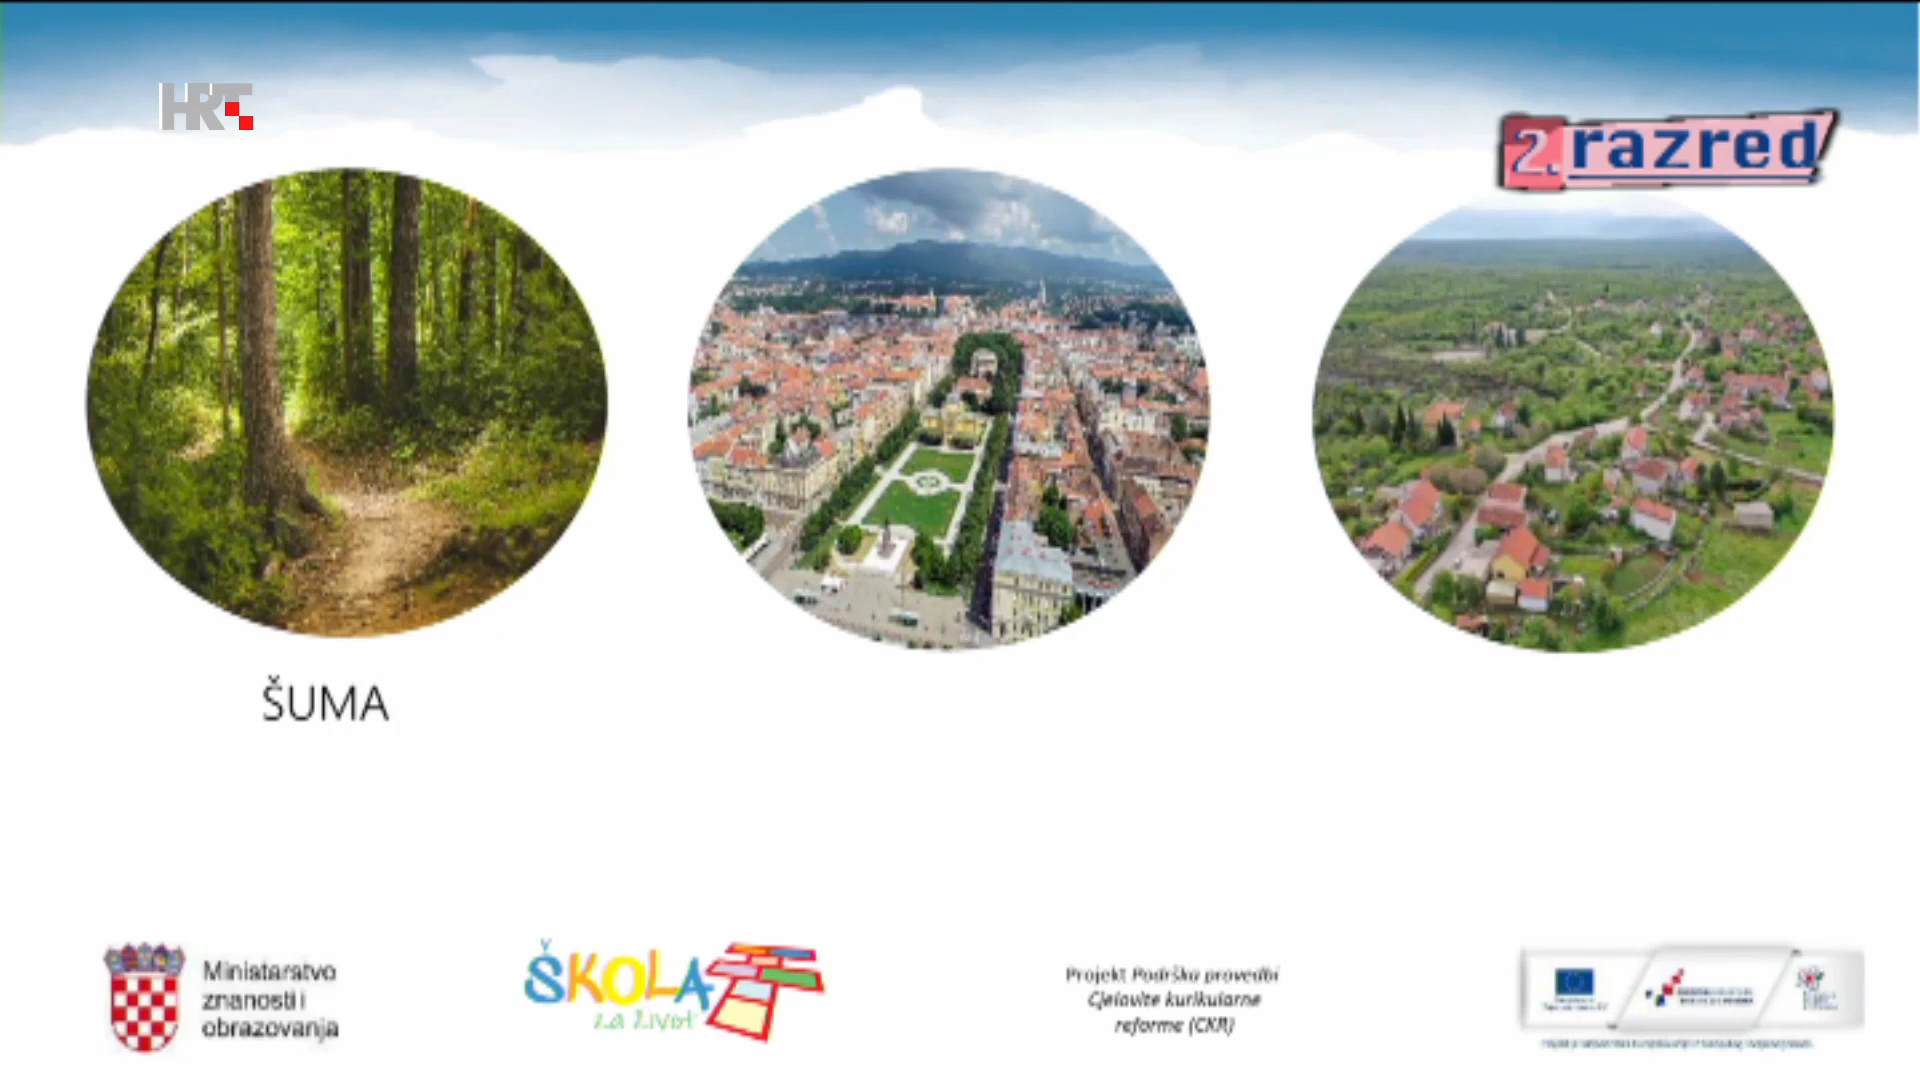 HRT
2. razred
ŠUMA
Ministarstvo
znanosti i
obrazovanja
ŠKOLA
za život
Projekt Podrška provedbi
Cjelovite kurikularne
reforme (CKR)